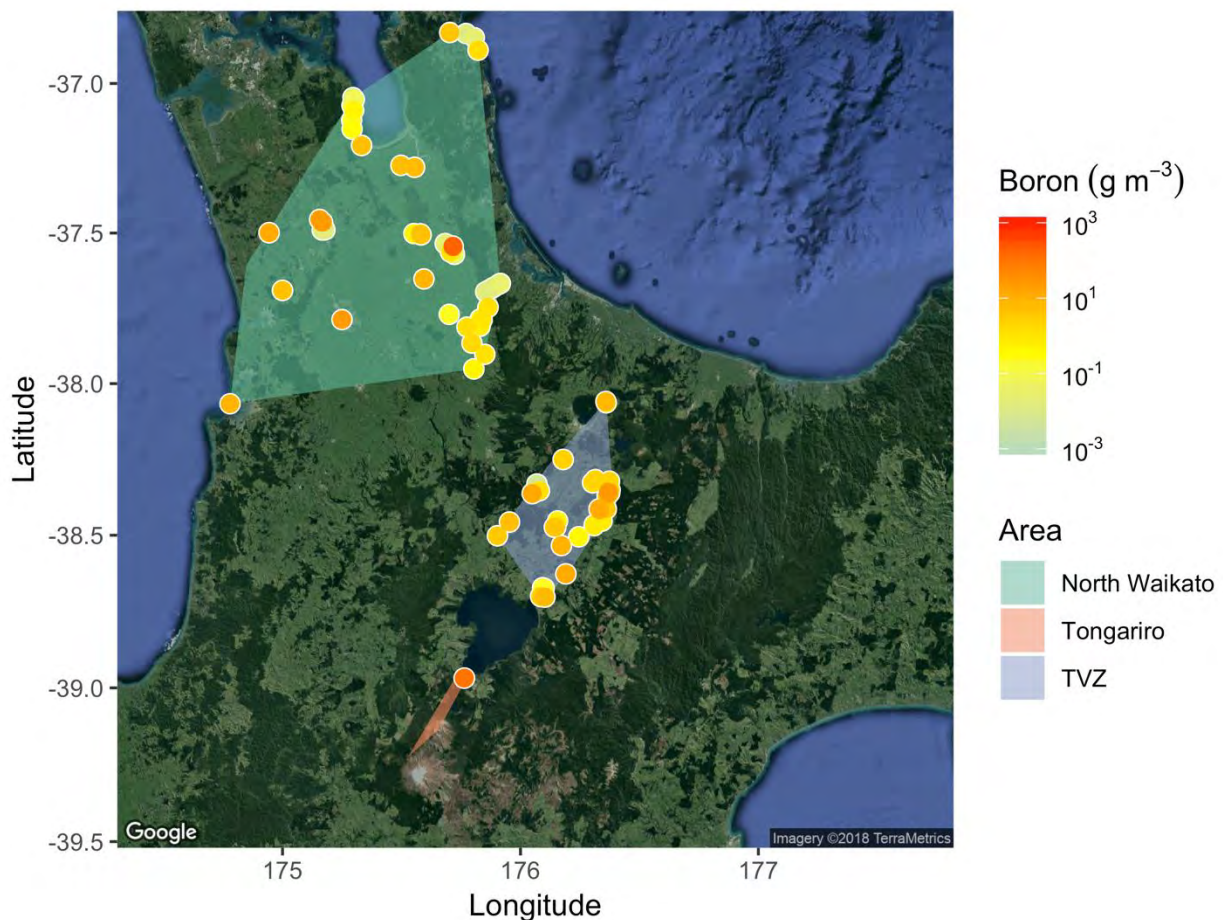 -37.0
-37.5
-38.0
-38.5
-39.0
-39.5
Latitude
175
176
177
Longitude
Google
Imagery ©2018 TerraMetrics
Boron (g m⁻³)
10³
10¹
10⁻¹
10⁻³
Area
North Waikato
Tongariro
TVZ